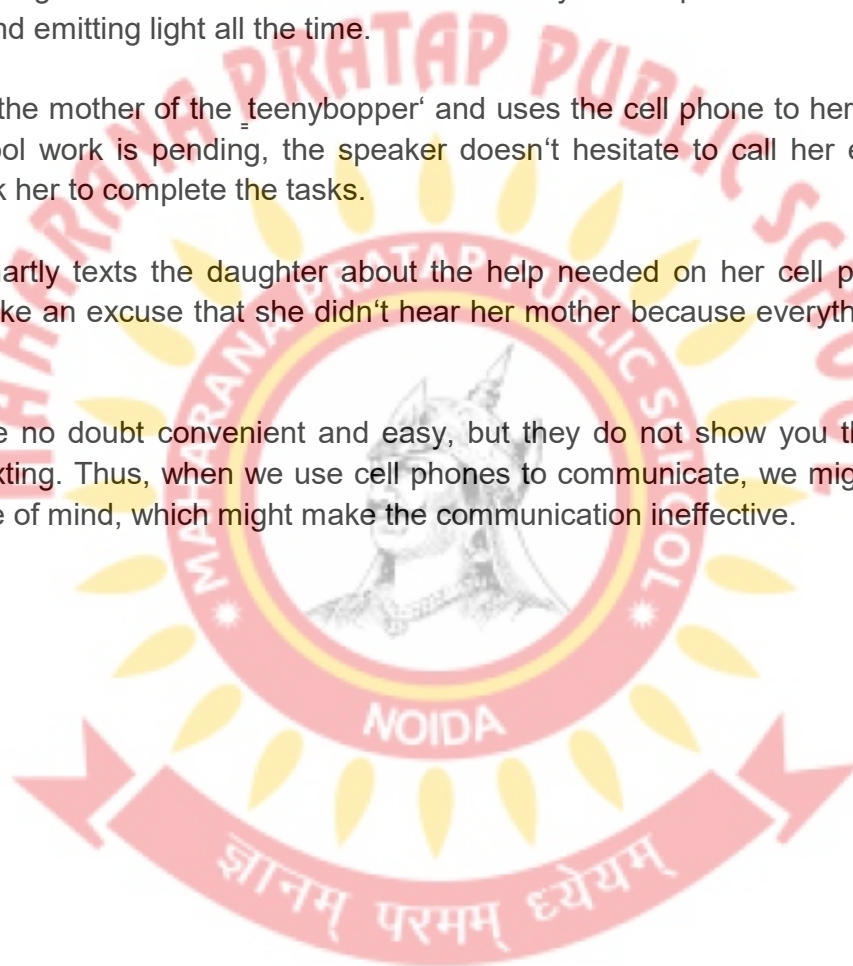 nd emitting light all the time.
the mother of the ‗teenybopper‘ and uses the cell phone to her
ol work is pending, the speaker doesn‘t hesitate to call her
k her to complete the tasks.
artly texts the daughter about the help needed on her cell p
ke an excuse that she didn‘t hear her mother because everyth
e no doubt convenient and easy, but they do not show you th
xting. Thus, when we use cell phones to communicate, we mig
e of mind, which might make the communication ineffective.
MAHARANA PRATAP PUBLIC SCHOOL
MAHARANA PRATAP PUBLIC SCHOOL
NOIDA
ज्ञानम् परमम् ध्येयम्